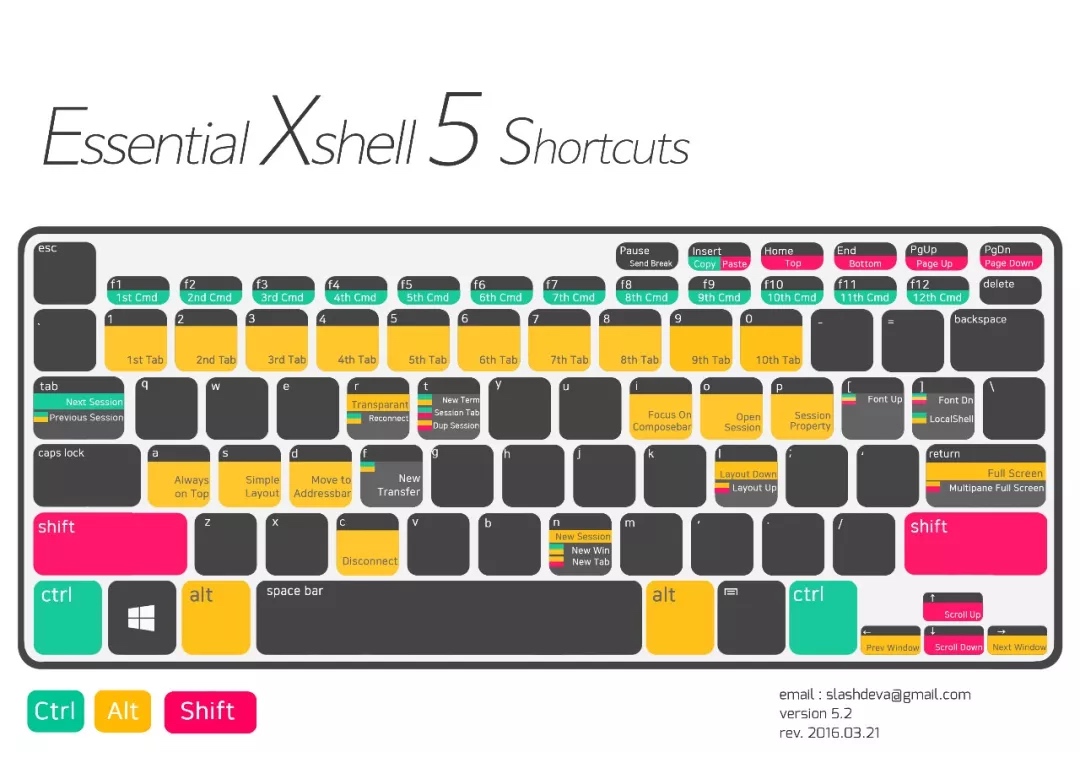 Essential Xshell 5 Shortcuts
esc
Pause
Send Break
Insert
Copy Paste
Home
Top
End
Bottom
PgUp
Page Up
PgDn
Page Down
f1
1st Cmd
f2
2nd Cmd
f3
3rd Cmd
f4
4th Cmd
f5
5th Cmd
f6
6th Cmd
f7
7th Cmd
f8
8th Cmd
f9
9th Cmd
f10
10th Cmd
f11
11th Cmd
f12
12th Cmd
delete
1
1st Tab
2
2nd Tab
3
3rd Tab
4
4th Tab
5
5th Tab
6
6th Tab
7
7th Tab
8
8th Tab
9
9th Tab
0
10th Tab
-
=
backspace
tab
Next Session
Previous Session
q
w
e
r
Transparant
Reconnect
t
New Term
Session Tab
Dup Session
y
u
i
Focus On
Composebar
o
Open
Session
p
Session
Property
[
Font Up
]
Font Dn
LocalShell
\
caps lock
a
Always
on Top
s
Simple
Layout
d
Move to
Addressbar
f
New
Transfer
g
h
j
k
l
Layout Down
Layout Up
;
'
return
Full Screen
Multipane Full Screen
shift
z
x
c
Disconnect
v
b
n
New Session
New Win
New Tab
m
,
.
/
shift
ctrl
alt
space bar
alt
ctrl
↑
Scroll Up
←
Prev Window
↓
Scroll Down
→
Next Window
Ctrl Alt Shift
email : slashdeva@gmail.com
version 5.2
rev. 2016.03.21